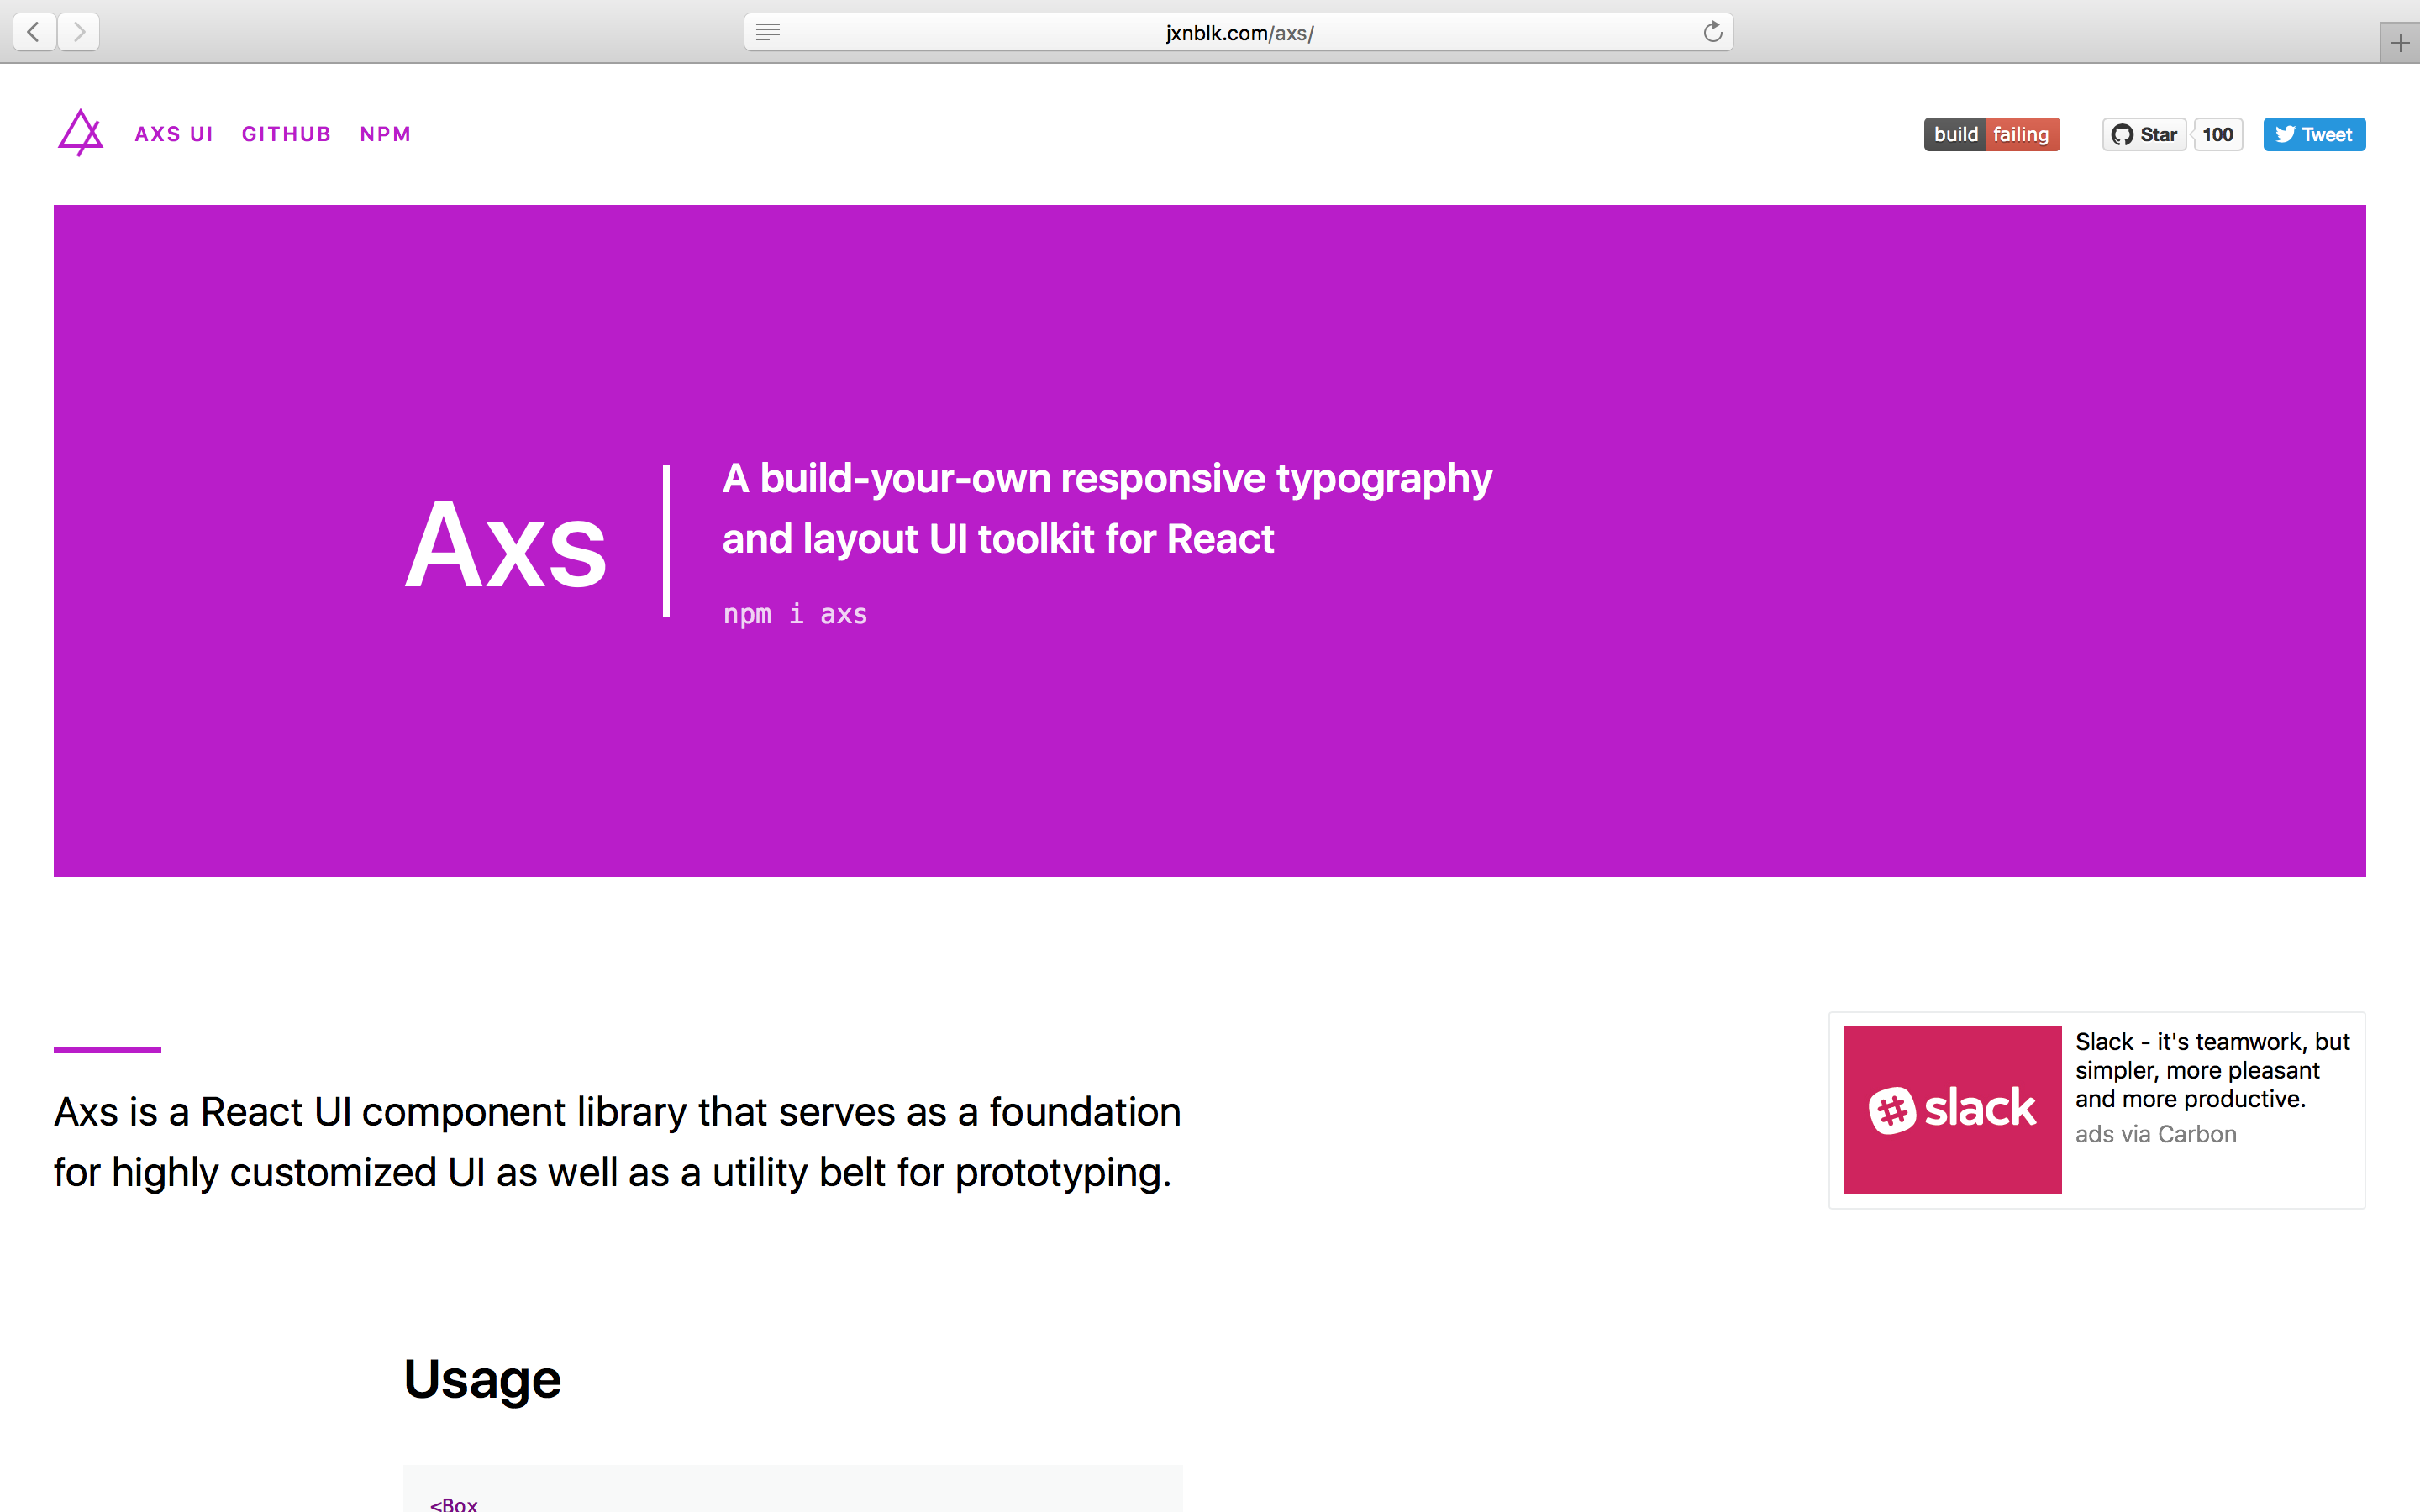 jxnblk.com/axs/
AXS UI GITHUB NPM
build failing Star 100 Tweet
Axs
A build-your-own responsive typography
and layout UI toolkit for React
npm i axs
Axs is a React UI component library that serves as a foundation
for highly customized UI as well as a utility belt for prototyping.
slack
Slack - it's teamwork, but
simpler, more pleasant
and more productive.
ads via Carbon
Usage
<Box